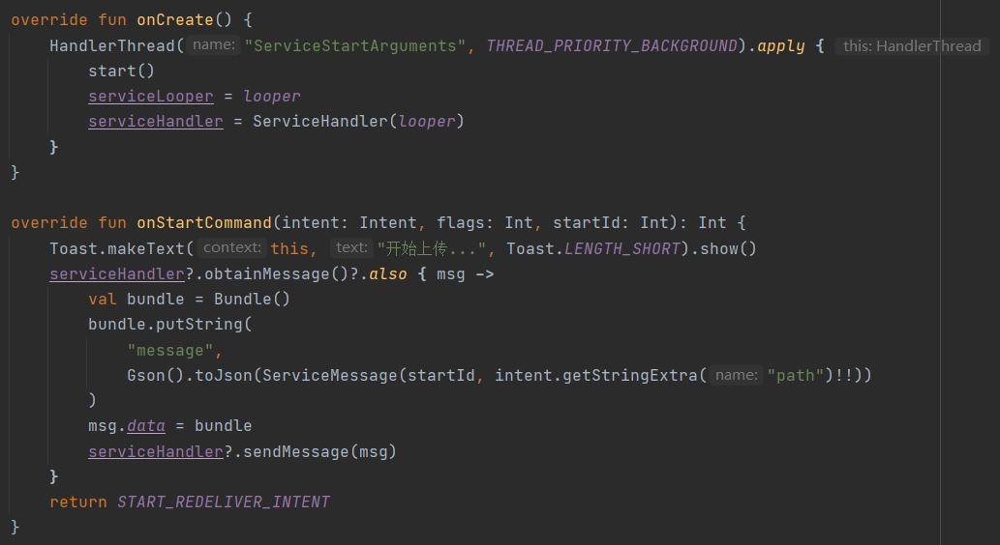 override fun onCreate() {
HandlerThread( name: "ServiceStartArguments", THREAD_PRIORITY_BACKGROUND).apply { this: HandlerThread
start()
serviceLooper = looper
serviceHandler = ServiceHandler(looper)
}
}
override fun onStartCommand(intent: Intent, flags: Int, startId: Int): Int {
Toast.makeText( context: this, text: "开始上传...", Toast.LENGTH_SHORT).show()
serviceHandler?.obtainMessage()?.also { msg ->
val bundle = Bundle()
bundle.putString(
"message",
Gson().toJson(ServiceMessage(startId, intent.getStringExtra( name: "path")!!))
)
msg.data = bundle
serviceHandler?.sendMessage(msg)
}
return START_REDELIVER_INTENT
}